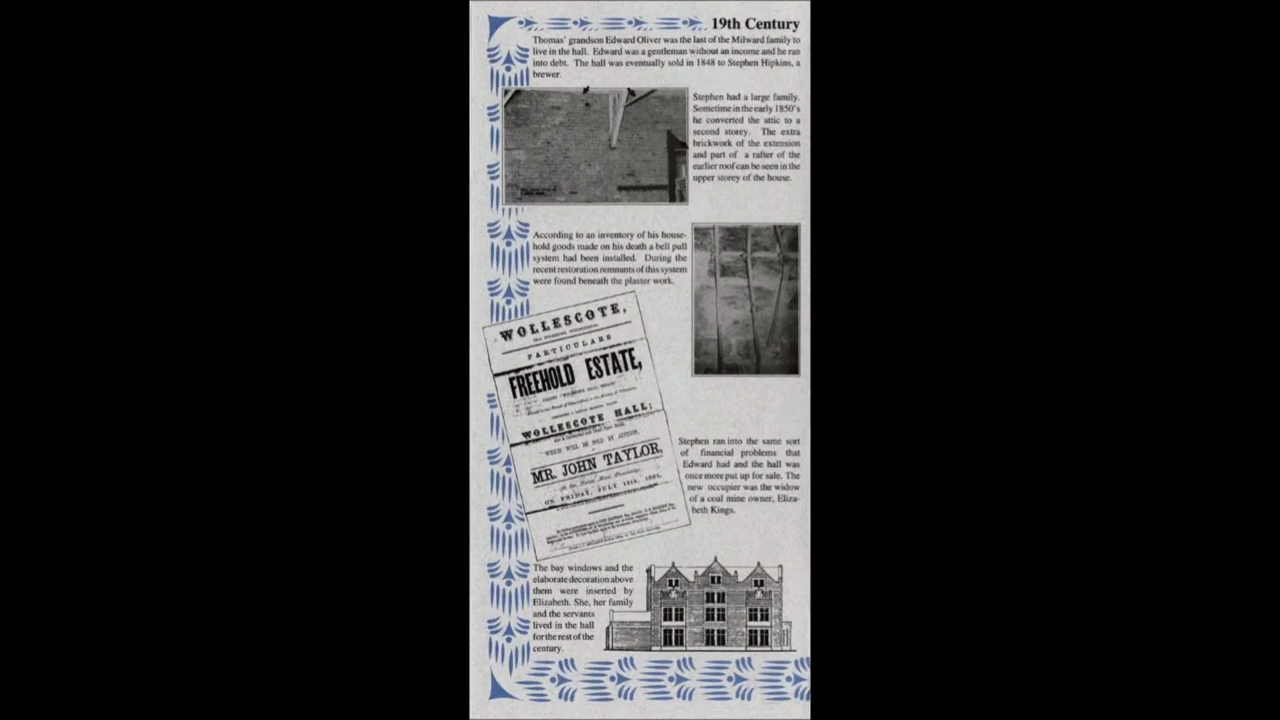 19th Century
Thomas' grandson Edward Oliver was the last of the Milward family to
live in the hall. Edward was a gentleman without an income and he ran
into debt. The hall was eventually sold in 1848 to Stephen Hipkins, a
brewer.
Stephen had a large family.
Sometime in the early 1850's
he converted the attic to a
second storey. The extra
brickwork of the extension
and part of a rafter of the
earlier roof can be seen in the
upper storey of the house.
According to an inventory of his house-
hold goods made on his death a bell pull
system had been installed. During the
recent restoration remnants of this system
were found beneath the plaster work.
WOLLESCOTE,
PARTICULARS
FREEHOLD ESTATE,
WOLLESCOTE HALL;
WHICH WILL BE SOLD BY AUCTION,
MR. JOHN TAYLOR,
ON FRIDAY, JULY
Stephen ran into the same sort
of financial problems that
Edward had and the hall was
once more put up for sale. The
new occupier was the widow
of a coal mine owner, Eliza-
beth Kings.
The bay windows and the
elaborate decoration above
them were inserted by
Elizabeth. She, her family
and the servants
lived in the hall
for the rest of the
century.